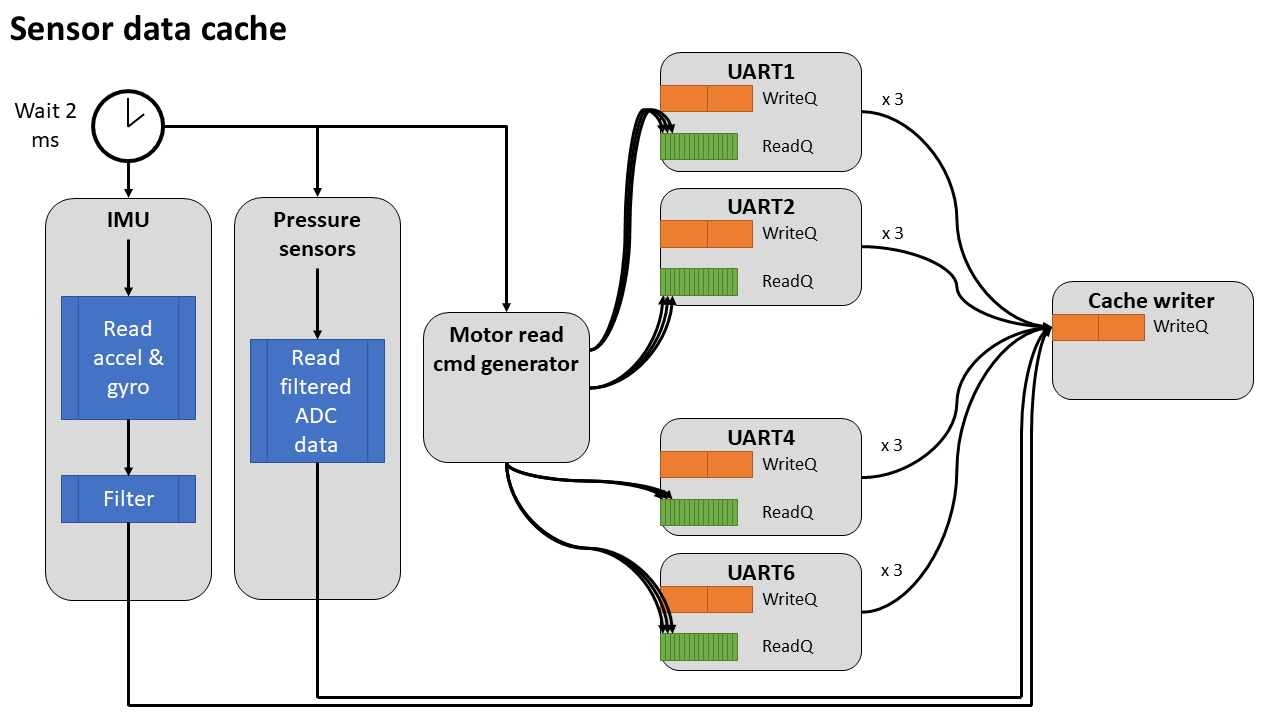 Sensor data cache
Wait 2
ms
IMU
Read
accel &
gyro
Filter
Pressure
sensors
Read
filtered
ADC
data
Motor read
cmd generator
UART1
WriteQ
ReadQ
x 3
UART2
WriteQ
ReadQ
x 3
UART4
WriteQ
ReadQ
x 3
UART6
WriteQ
ReadQ
x 3
Cache writer
WriteQ